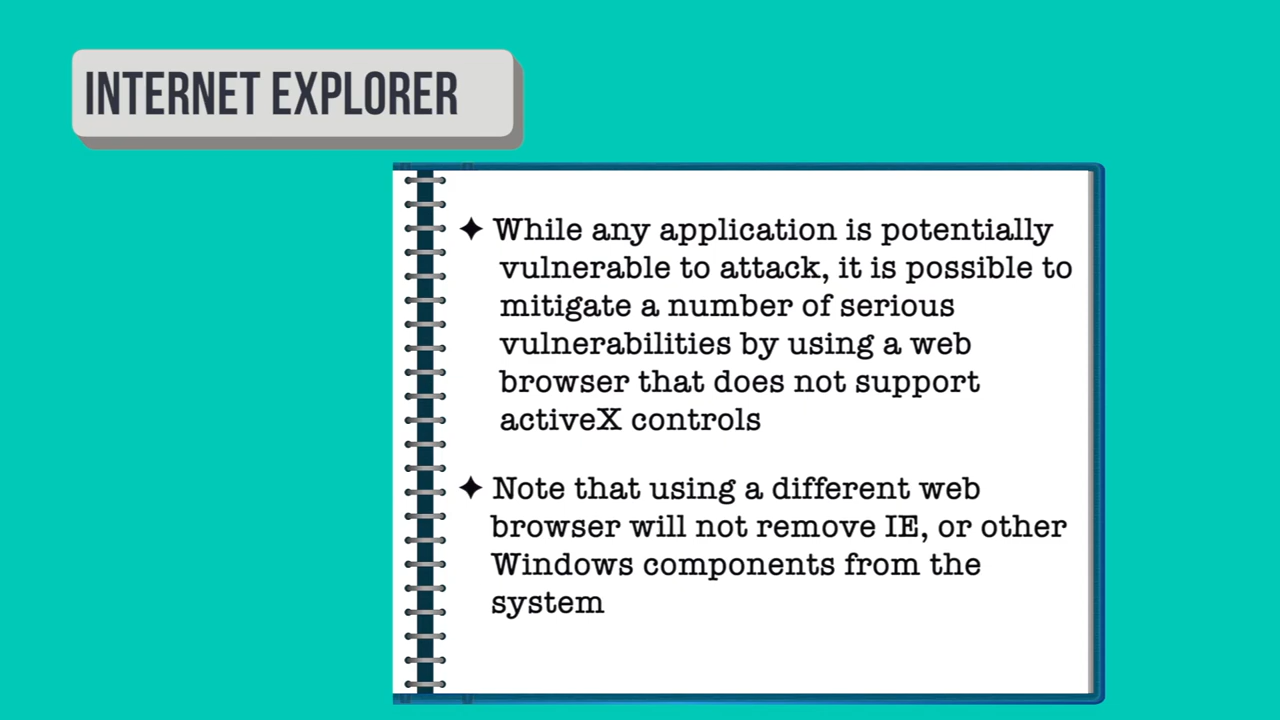 INTERNET EXPLORER
✦ While any application is potentially
vulnerable to attack, it is possible to
mitigate a number of serious
vulnerabilities by using a web
browser that does not support
activeX controls
✦ Note that using a different web
browser will not remove IE, or other
Windows components from the
system